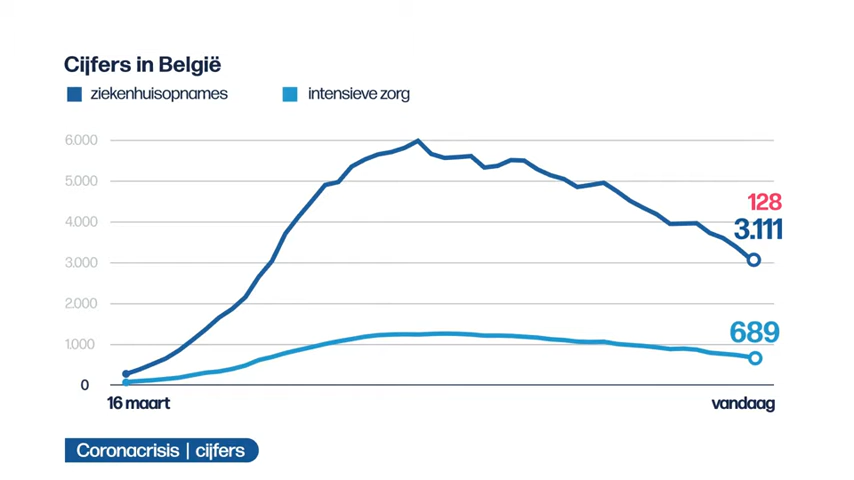 Cijfers in België
ziekenhuisopnames intensieve zorg
6.000
5.000
4.000
3.000
2.000
1.000
0
128
3.111
689
16 maart vandaag
Coronacrisis | cijfers